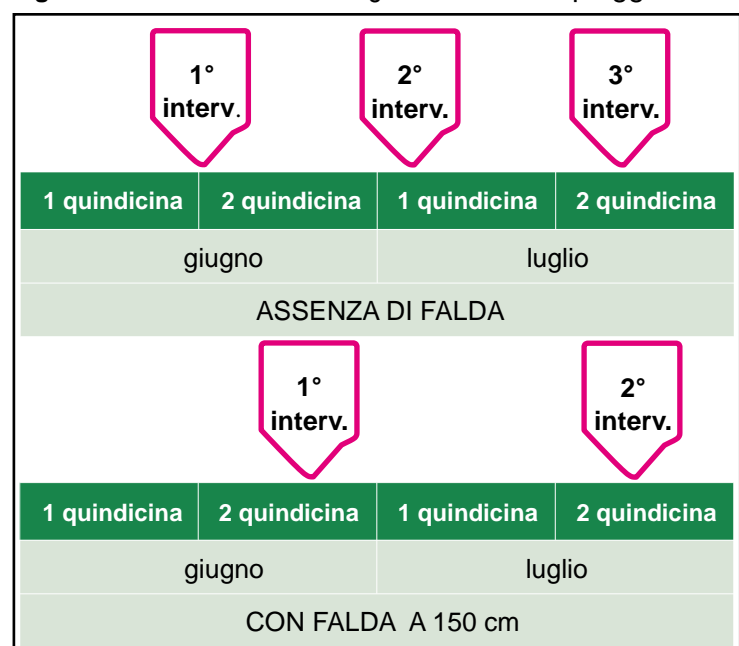 1° interv.
2° interv.
3° interv.
1 quindicina 2 quindicina 1 quindicina 2 quindicina
giugno luglio
ASSENZA DI FALDA
1° interv.
2° interv.
1 quindicina 2 quindicina 1 quindicina 2 quindicina
giugno luglio
CON FALDA A 150 cm